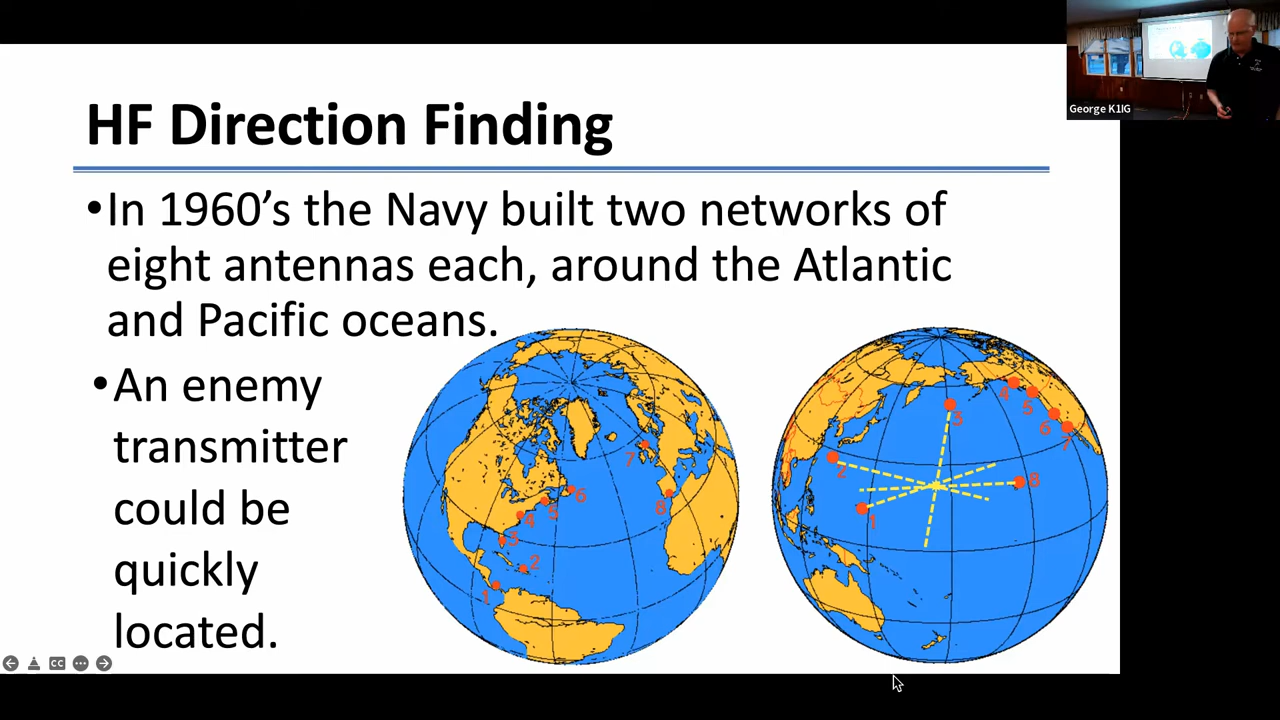 George K1IG
HF Direction Finding
•In 1960’s the Navy built two networks of
eight antennas each, around the Atlantic
and Pacific oceans.
•An enemy
transmitter
could be
quickly
located.
1
2
3
4
5
6
7
8
1
2
3
4
5
6
7
8
CC